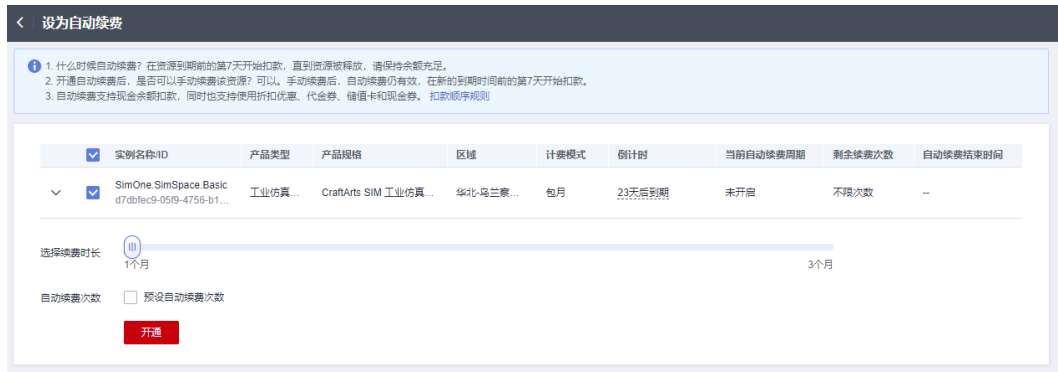 设为自动续费
1. 什么时候自动续费？在资源到期前的第7天开始扣款，直到资源被释放，请保持余额充足。
2. 开通自动续费后，是否可以手动续费该资源？可以。手动续费后，自动续费仍有效，在新的到期时间前的第7天开始扣款。
3. 自动续费支持现金余额扣款，同时也支持使用折扣优惠、代金券、储值卡和现金券。 扣款顺序规则
实例名称/ID 产品类型 产品规格 区域 计费模式 倒计时 当前自动续费周期 剩余续费次数 自动续费结束时间
SimOne.SimSpace.Basic 工业仿真... CraftArts SIM 工业仿真... 华北-乌兰察... 包月 23天后到期 未开启 不限次数 --
d7dbfec9-05f9-4756-b1...
选择续费时长
1个月 3个月
自动续费次数 预设自动续费次数
开通